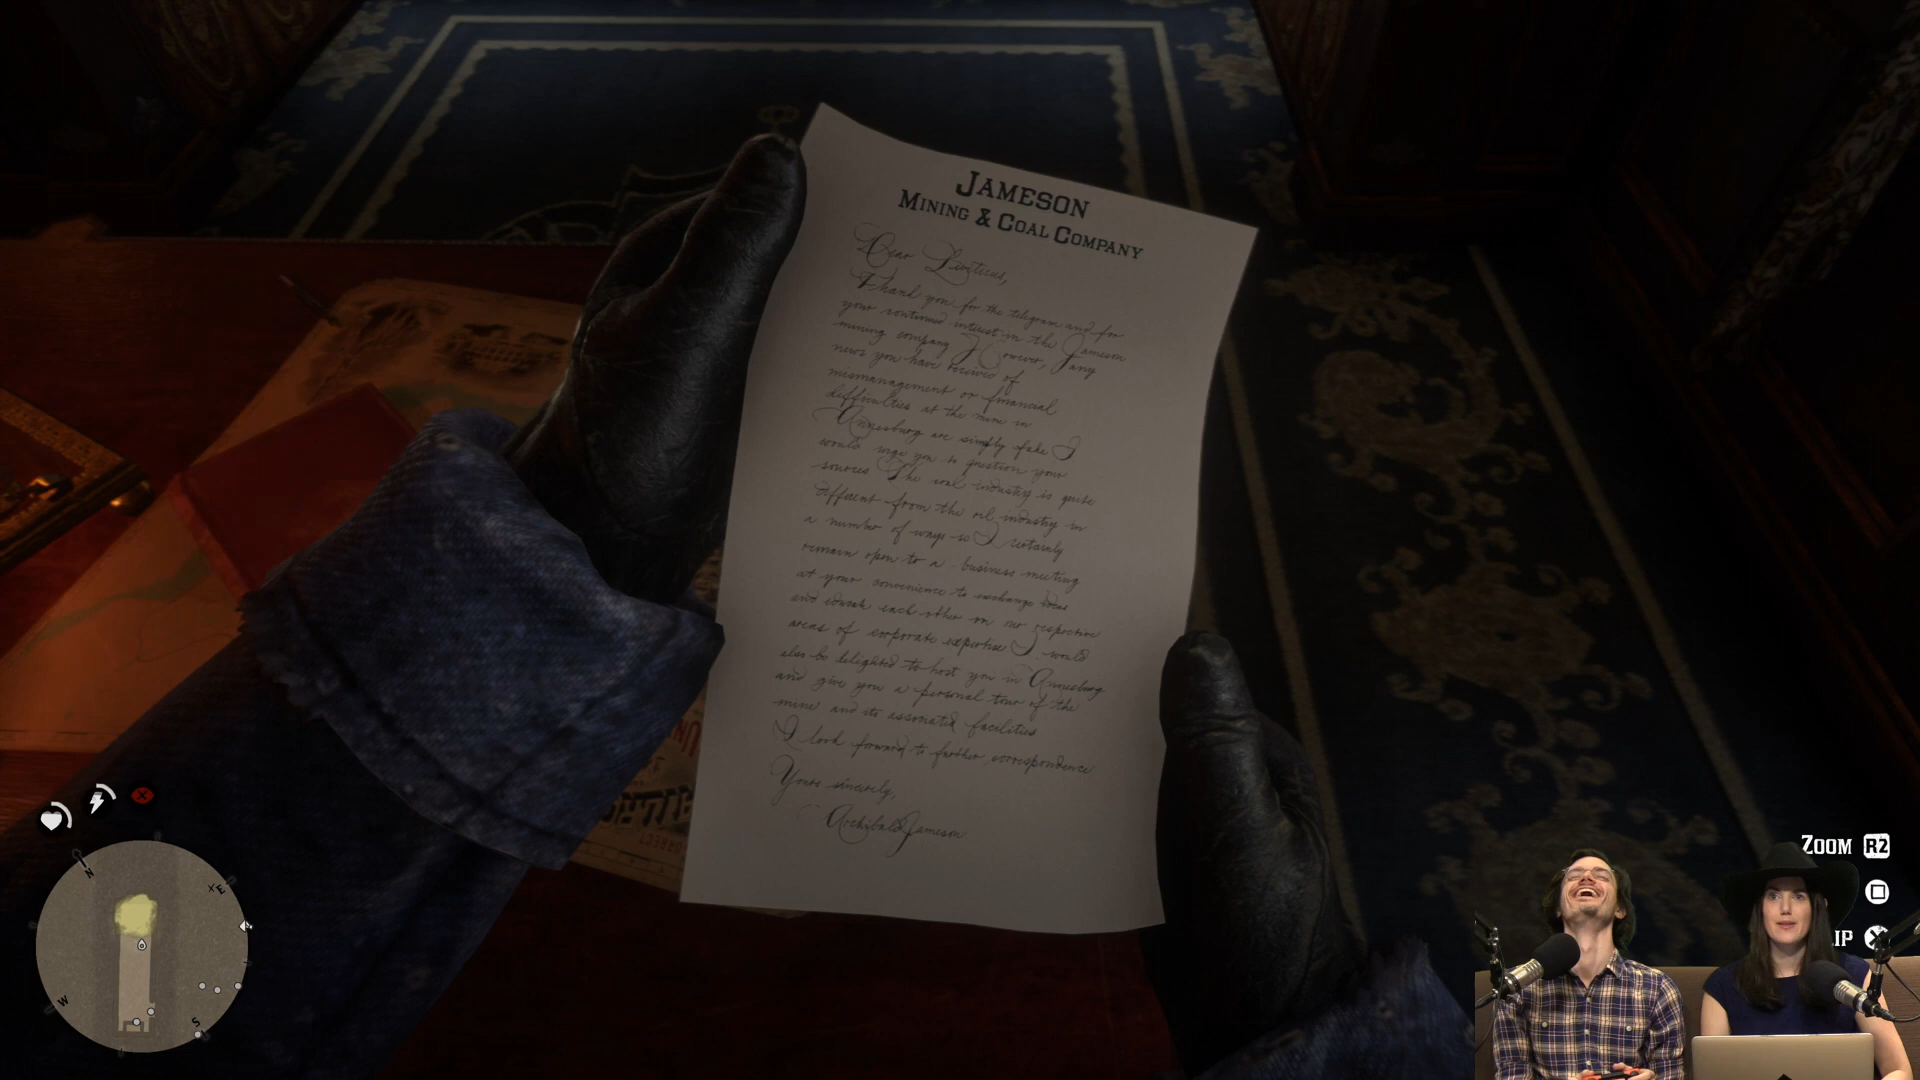 JAMESON
MINING & COAL COMPANY
Dear Leviticus,
Thank you for the telegram and for
your continued interest in the Jameson
mining company However, any
news you have received of
mismanagement or financial
difficulties at the mine in
Annesburg are simply fake I
would urge you to question your
sources The coal industry is quite
different from the oil industry in
a number of ways so I certainly
remain open to a business meeting
at your convenience to exchange ideas
and educate each other on our respective
areas of corporate expertise I would
also be delighted to host you in Annesburg
and give you a personal tour of the
mine and its associated facilities
I look forward to further correspondence
Yours sincerely,
Archibald Jameson
N
E
W
S
ZOOM R2
IP